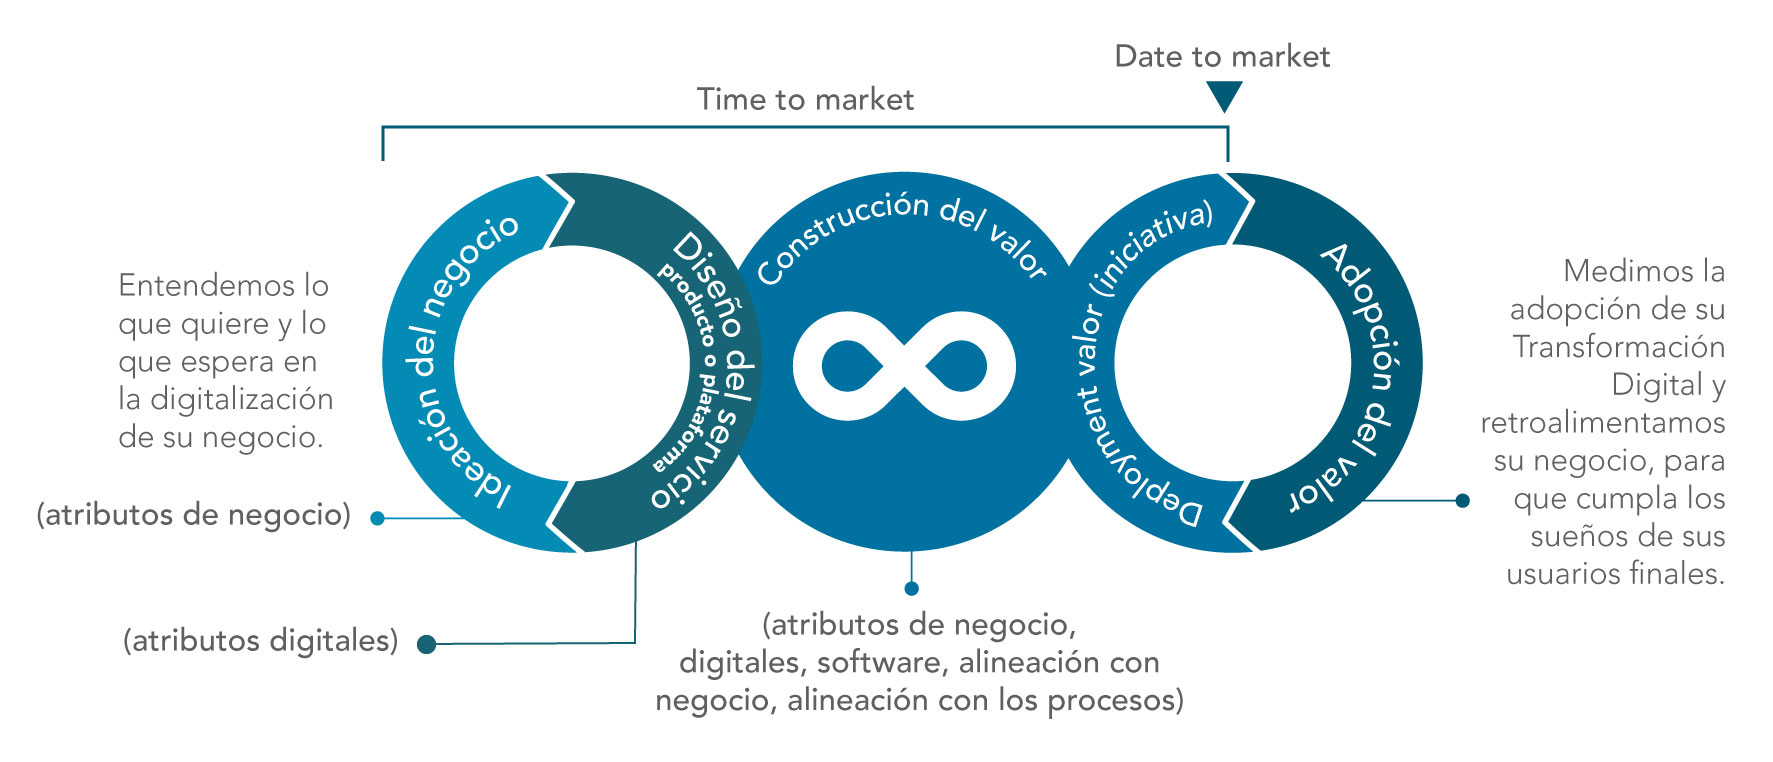 Date to market
Time to market
Entendemos lo
que quiere y lo
que espera en
la digitalización
de su negocio.
(atributos de negocio)
(atributos digitales)
Ideación del negocio
Diseño del servicio
producto o plataforma
Construcción del valor
(atributos de negocio,
digitales, software, alineación con
negocio, alineación con los procesos)
Deployment valor (iniciativa)
Adopción del valor
Medimos la
adopción de su
Transformación
Digital y
retroalimentamos
su negocio, para
que cumpla los
sueños de sus
usuarios finales.